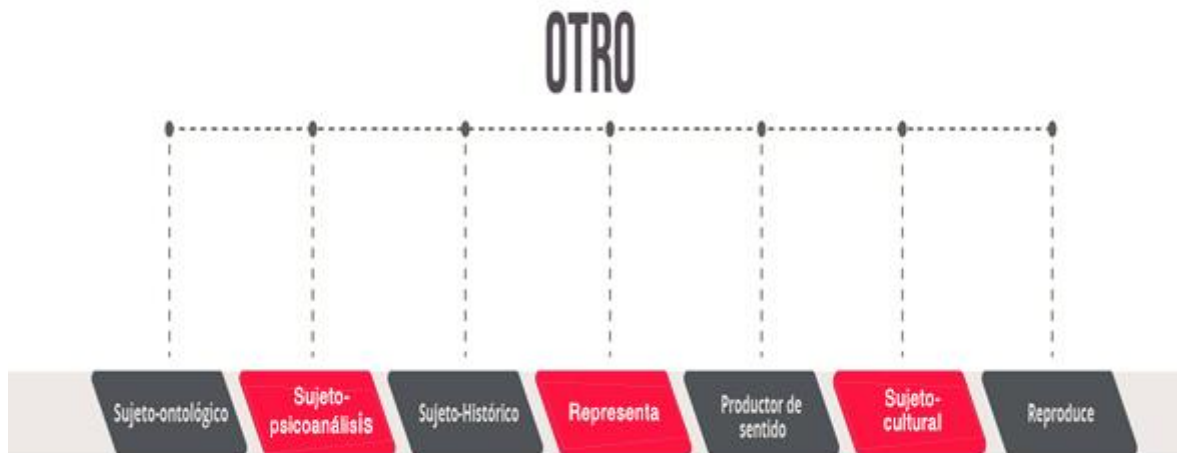 OTRO
Sujeto-ontológico
Sujeto-
psicoanálisis
Sujeto-Histórico
Representa
Productor de
sentido
Sujeto-
cultural
Reproduce